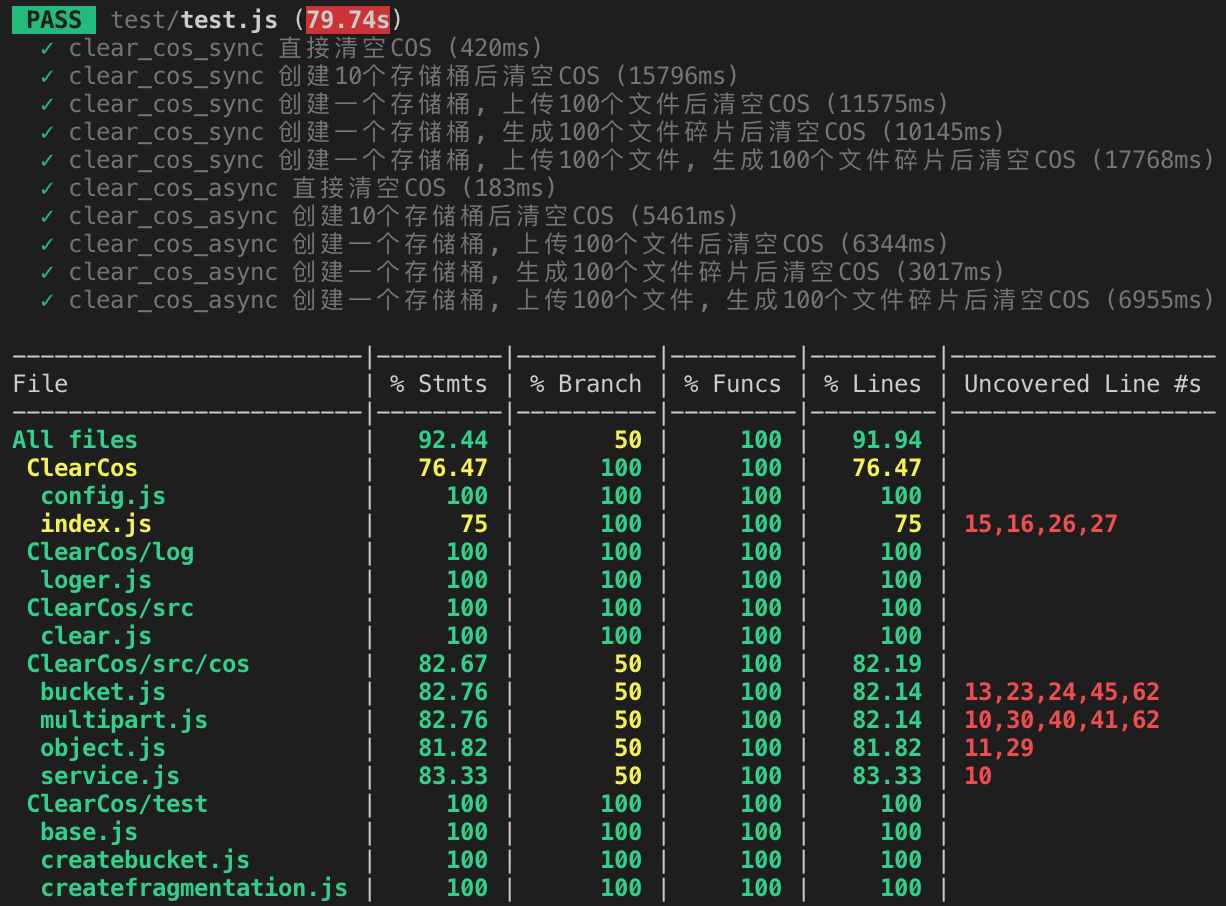 PASS test/test.js (79.74s)
✓ clear_cos_sync 直接清空COS (420ms)
✓ clear_cos_sync 创建10个存储桶后清空COS (15796ms)
✓ clear_cos_sync 创建一个存储桶, 上传100个文件后清空COS (11575ms)
✓ clear_cos_sync 创建一个存储桶, 生成100个文件碎片后清空COS (10145ms)
✓ clear_cos_sync 创建一个存储桶, 上传100个文件, 生成100个文件碎片后清空COS (17768ms)
✓ clear_cos_async 直接清空COS (183ms)
✓ clear_cos_async 创建10个存储桶后清空COS (5461ms)
✓ clear_cos_async 创建一个存储桶, 上传100个文件后清空COS (6344ms)
✓ clear_cos_async 创建一个存储桶, 生成100个文件碎片后清空COS (3017ms)
✓ clear_cos_async 创建一个存储桶, 上传100个文件, 生成100个文件碎片后清空COS (6955ms)
File | % Stmts | % Branch | % Funcs | % Lines | Uncovered Line #s
All files | 92.44 | 50 | 100 | 91.94 |
ClearCos | 76.47 | 100 | 100 | 76.47 |
config.js | 100 | 100 | 100 | 100 |
index.js | 75 | 100 | 100 | 75 | 15,16,26,27
ClearCos/log | 100 | 100 | 100 | 100 |
loger.js | 100 | 100 | 100 | 100 |
ClearCos/src | 100 | 100 | 100 | 100 |
clear.js | 100 | 100 | 100 | 100 |
ClearCos/src/cos | 82.67 | 50 | 100 | 82.19 |
bucket.js | 82.76 | 50 | 100 | 82.14 | 13,23,24,45,62
multipart.js | 82.76 | 50 | 100 | 82.14 | 10,30,40,41,62
object.js | 81.82 | 50 | 100 | 81.82 | 11,29
service.js | 83.33 | 50 | 100 | 83.33 | 10
ClearCos/test | 100 | 100 | 100 | 100 |
base.js | 100 | 100 | 100 | 100 |
createbucket.js | 100 | 100 | 100 | 100 |
createfragmentation.js | 100 | 100 | 100 | 100 |